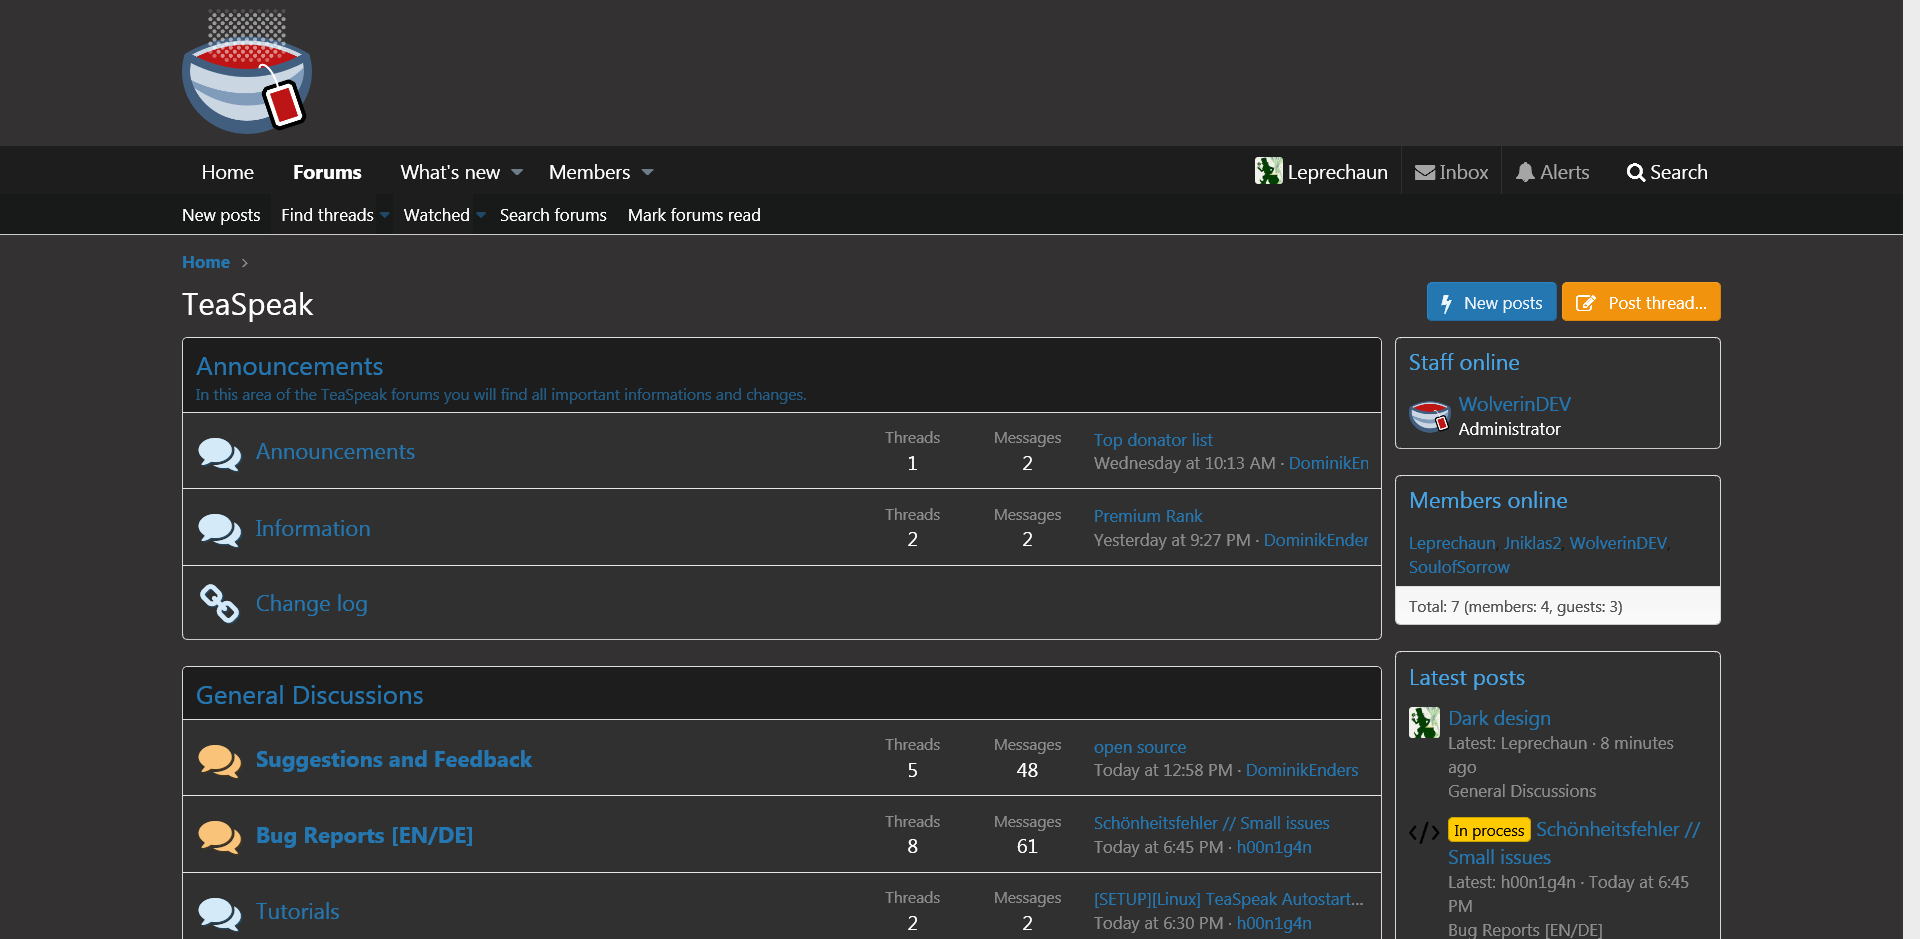 Home Forums What's new Members Leprechaun Inbox Alerts Search
New posts Find threads Watched Search forums Mark forums read
Home
TeaSpeak
New posts Post thread...
Announcements
In this area of the TeaSpeak forums you will find all important informations and changes.
Announcements
Threads
1
Messages
2
Top donator list
Wednesday at 10:13 AM · DominikEn
Information
Threads
2
Messages
2
Premium Rank
Yesterday at 9:27 PM · DominikEnder
Change log
General Discussions
Suggestions and Feedback
Threads
5
Messages
48
open source
Today at 12:58 PM · DominikEnders
Bug Reports [EN/DE]
Threads
8
Messages
61
Schönheitsfehler // Small issues
Today at 6:45 PM · h00n1g4n
Tutorials
Threads
2
Messages
2
[SETUP][Linux] TeaSpeak Autostart...
Today at 6:30 PM · h00n1g4n
Staff online
WolverinDEV
Administrator
Members online
Leprechaun, Jniklas2, WolverinDEV,
SoulofSorrow
Total: 7 (members: 4, guests: 3)
Latest posts
Dark design
Latest: Leprechaun · 8 minutes
ago
General Discussions
In process Schönheitsfehler //
Small issues
Latest: h00n1g4n · Today at 6:45
PM
Bug Reports [EN/DE]